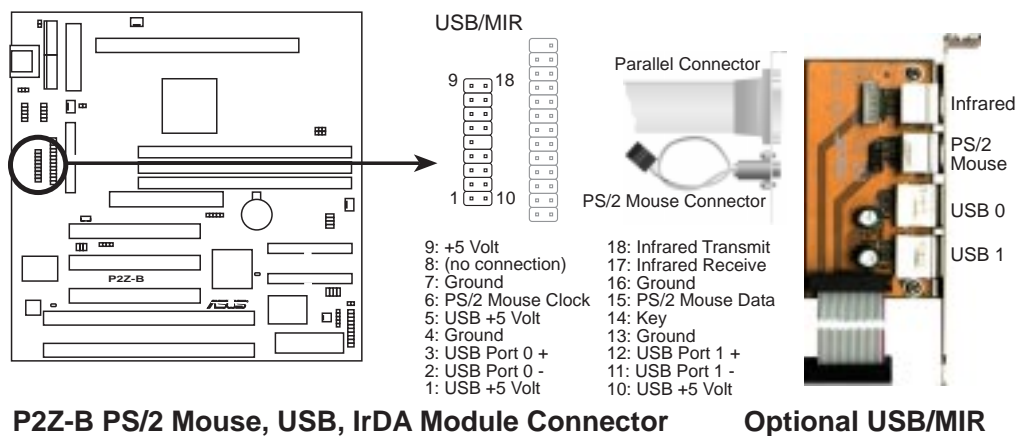 USB/MIR
9 18
1 10
P2Z-B
ASUS
Parallel Connector
PS/2 Mouse Connector
Infrared
PS/2
Mouse
USB 0
USB 1
9: +5 Volt
8: (no connection)
7: Ground
6: PS/2 Mouse Clock
5: USB +5 Volt
4: Ground
3: USB Port 0 +
2: USB Port 0 -
1: USB +5 Volt
18: Infrared Transmit
17: Infrared Receive
16: Ground
15: PS/2 Mouse Data
14: Key
13: Ground
12: USB Port 1 +
11: USB Port 1 -
10: USB +5 Volt
P2Z-B PS/2 Mouse, USB, IrDA Module Connector
Optional USB/MIR